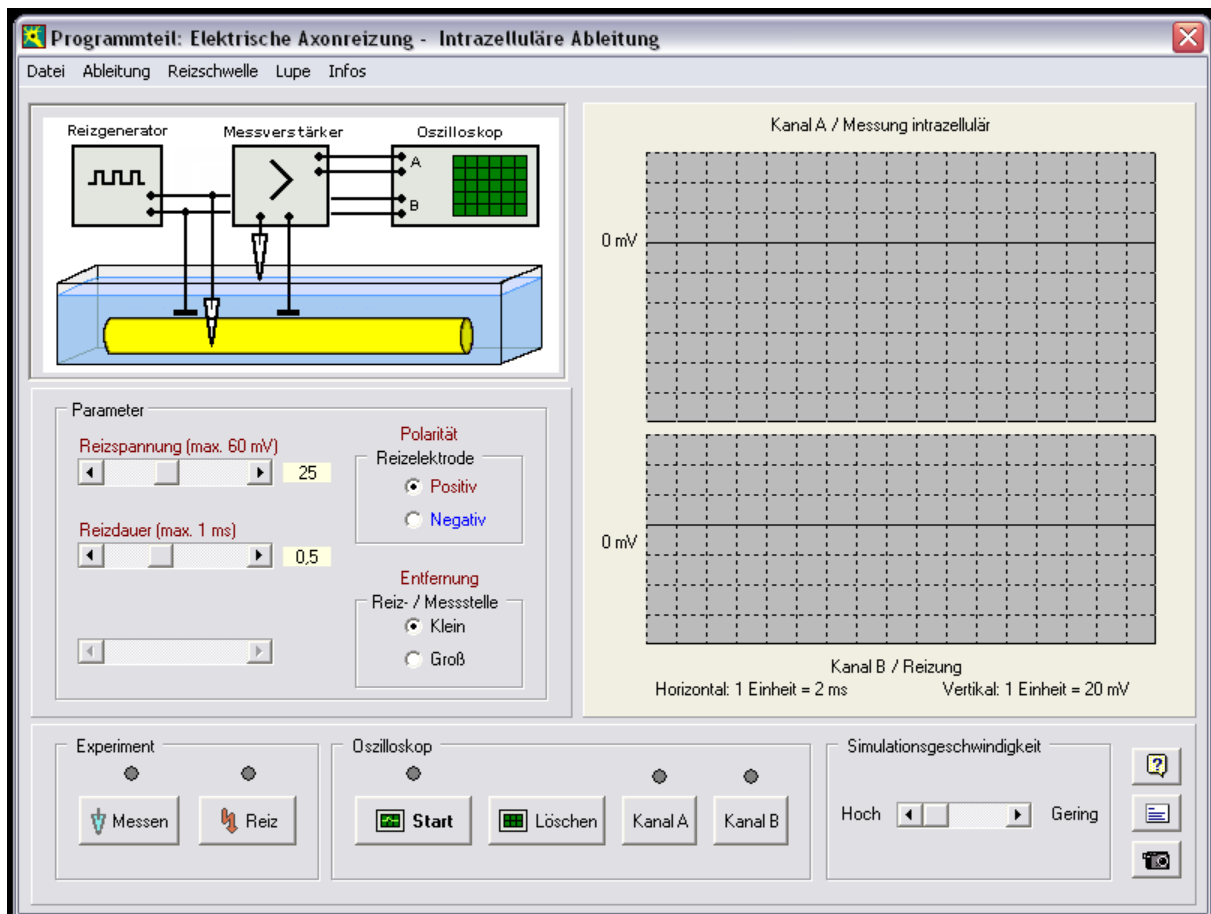 Programmteil: Elektrische Axonreizung - Intrazelluläre Ableitung
Datei Ableitung Reizschwelle Lupe Infos
Reizgenerator Messverstärker Oszilloskop
A
B
Kanal A / Messung intrazellulär
0 mV
0 mV
Kanal B / Reizung
Horizontal: 1 Einheit = 2 ms Vertikal: 1 Einheit = 20 mV
Parameter
Reizspannung (max. 60 mV)
25
Reizdauer (max. 1 ms)
0,5
Polarität
Reizelektrode
Positiv
Negativ
Entfernung
Reiz- / Messstelle
Klein
Groß
Experiment
Messen
Reiz
Oszilloskop
Start
Löschen
Kanal A
Kanal B
Simulationsgeschwindigkeit
Hoch
Gering
?